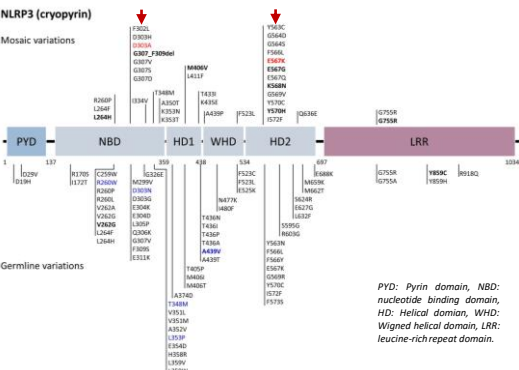 NLRP3 (cryopyrin)
Mosaic variations
F302L
D303H
D303A
G307_F309del
G307V
G307S
G307D
Y563C
G564D
G564S
F566L
E567K
E567G
E567Q
K568N
G569V
Y570C
Y570H
I572F
M406V
L411F
R260P
L264F
L264H
I334V
T348M
A350T
K353N
K353T
T433I
K435E
A439P
F523L
Q636E
G755R
G755R
PYD
NBD
HD1
WHD
HD2
LRR
1
137
359
438
534
697
1034
D29V
D19H
R170S
I172T
C259W
R260W
R260P
R260L
V262A
V262G
V262G
L264F
L264H
G326E
M299V
D303N
D303G
E304K
E304D
L305P
Q306K
G307V
F309S
E311K
A374D
T348M
V351L
V351M
A352V
L353P
E354D
H358R
L359V
T405P
M406I
M406T
T436N
T436I
T436P
T436A
A439V
A439T
N477K
I480F
F523C
F523L
E525K
Y563N
F566L
F566Y
E567K
G569R
Y570C
I572F
F573S
S595G
R603G
S624R
E627G
L632F
M659K
M662T
E688K
G755R
G755A
Y859C
Y859H
R918Q
Germline variations
PYD: Pyrin domain, NBD:
nucleotide binding domain,
HD: Helical domian, WHD:
Wigned helical domain, LRR:
leucine-rich repeat domain.